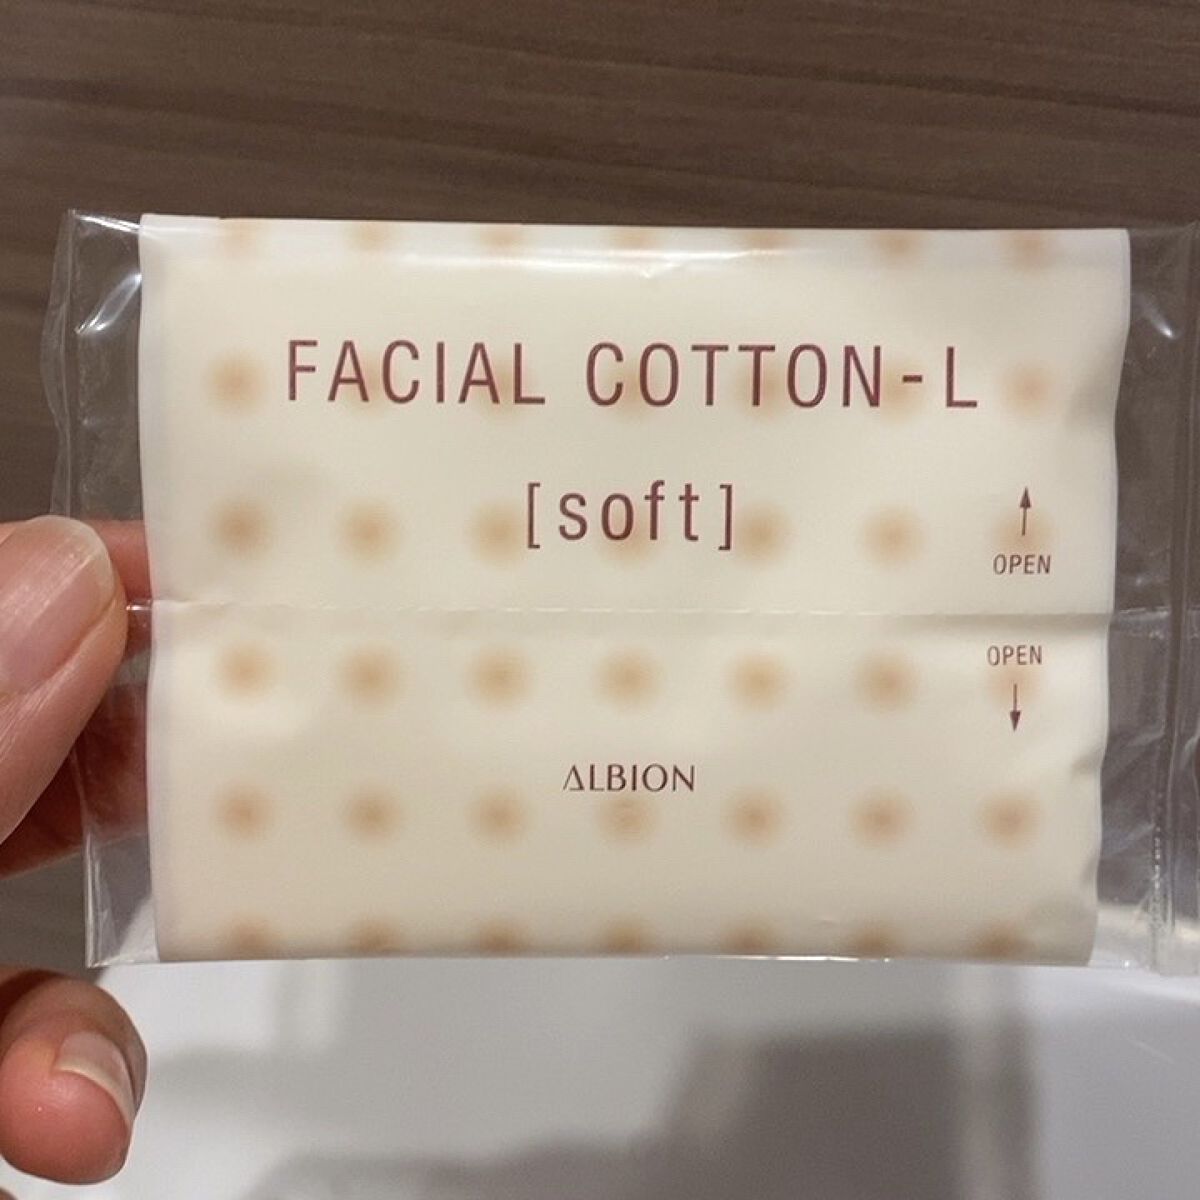 FACIAL COTTON-L
[soft]
↑
OPEN
OPEN
↓
ALBION